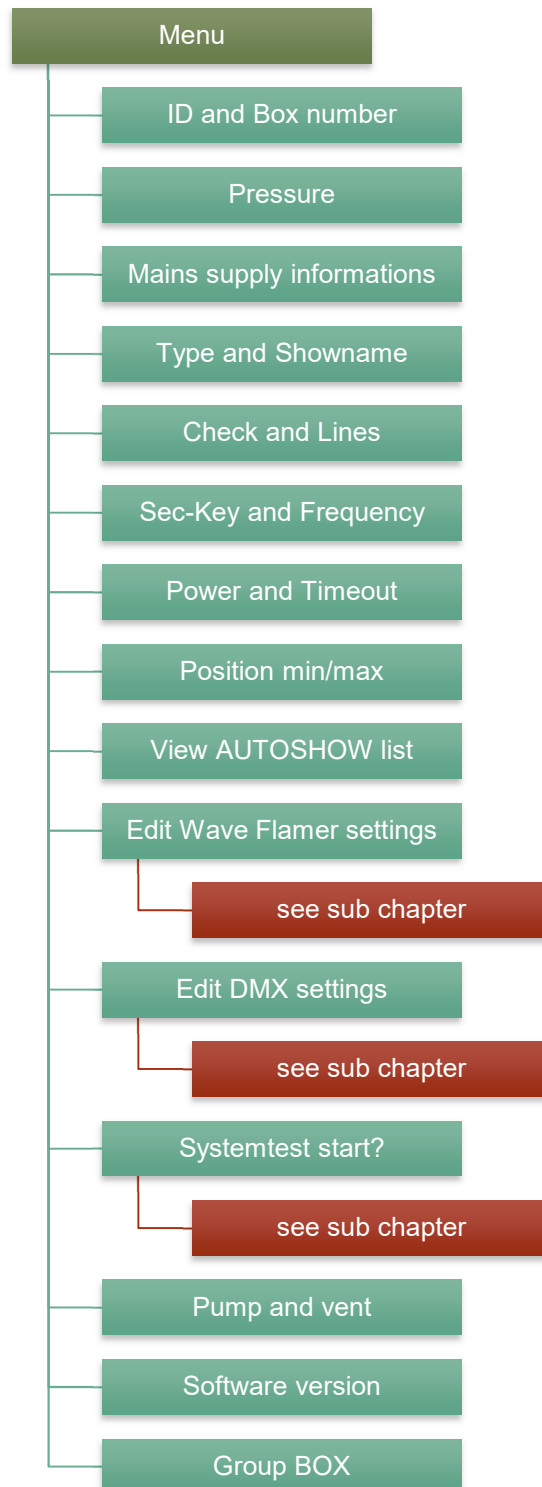 Menu
ID and Box number
Pressure
Mains supply informations
Type and Showname
Check and Lines
Sec-Key and Frequency
Power and Timeout
Position min/max
View AUTOSHOW list
Edit Wave Flamer settings
see sub chapter
Edit DMX settings
see sub chapter
Systemtest start?
see sub chapter
Pump and vent
Software version
Group BOX